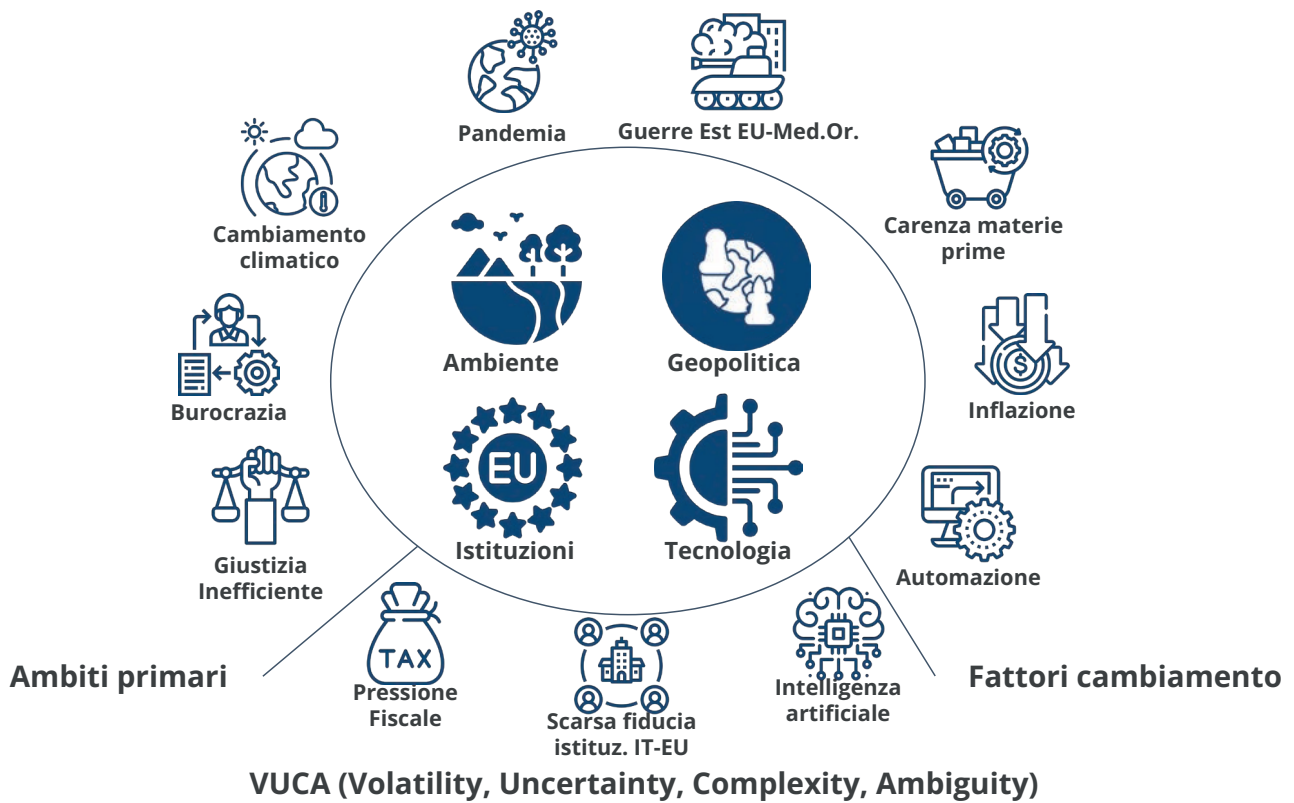 Pandemia
Guerre Est EU-Med.Or.
Cambiamento
climatico
Carenza materie
prime
Ambiente
Geopolitica
Burocrazia
$
Inflazione
EU
Istituzioni
Tecnologia
Giustizia
Inefficiente
Automazione
TAX
Pressione
Fiscale
Scarsa fiducia
istituz. IT-EU
Intelligenza
artificiale
Ambiti primari
Fattori cambiamento
VUCA (Volatility, Uncertainty, Complexity, Ambiguity)